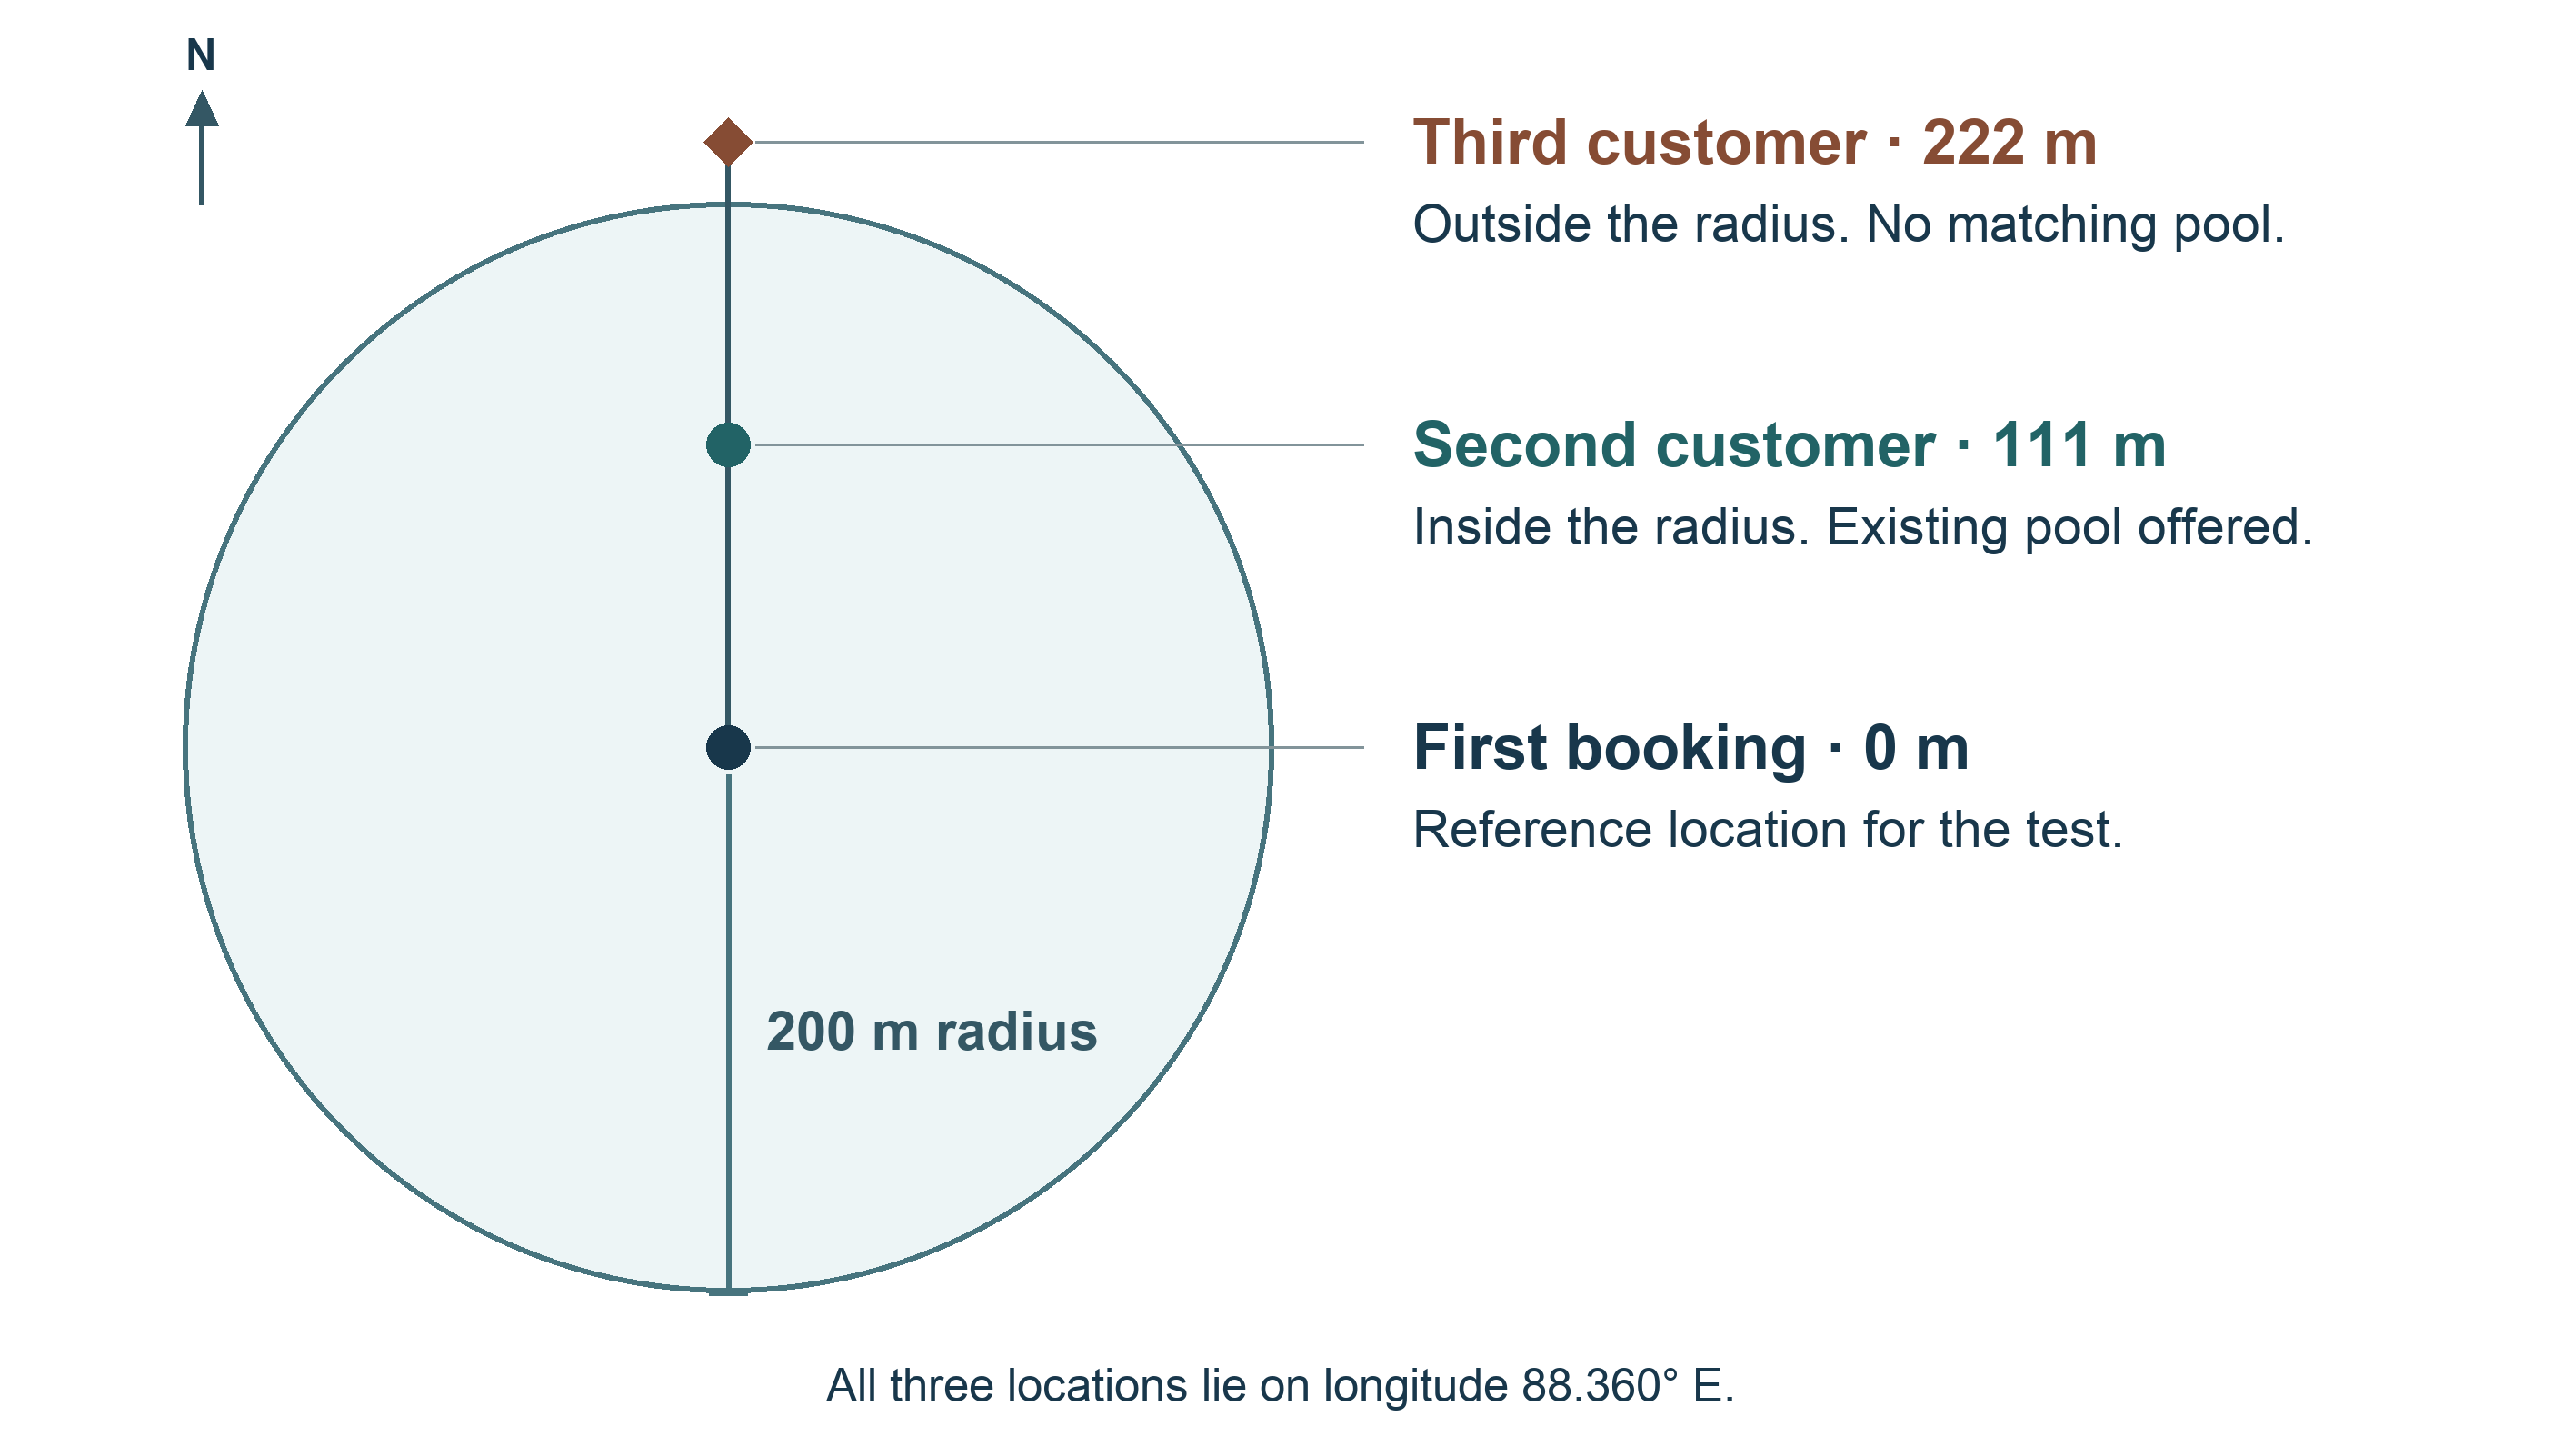 N
Third customer · 222 m
Outside the radius. No matching pool.
Second customer · 111 m
Inside the radius. Existing pool offered.
First booking · 0 m
Reference location for the test.
200 m radius
All three locations lie on longitude 88.360° E.